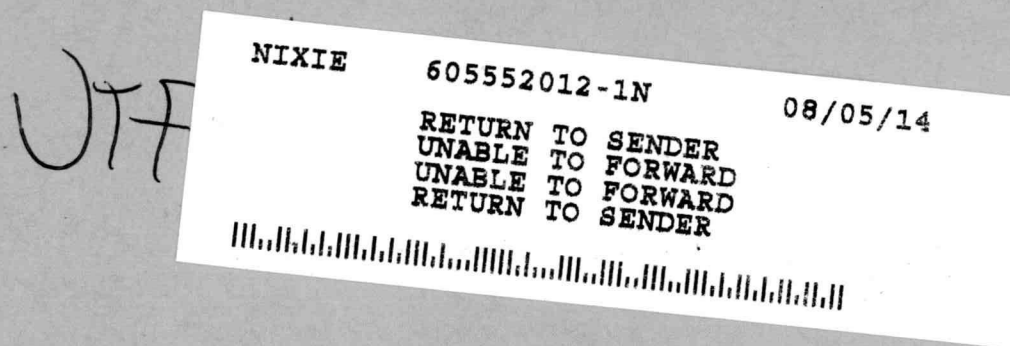 UTF
NIXIE 605552012-1N 08/05/14
RETURN TO SENDER
UNABLE TO FORWARD
UNABLE TO FORWARD
RETURN TO SENDER